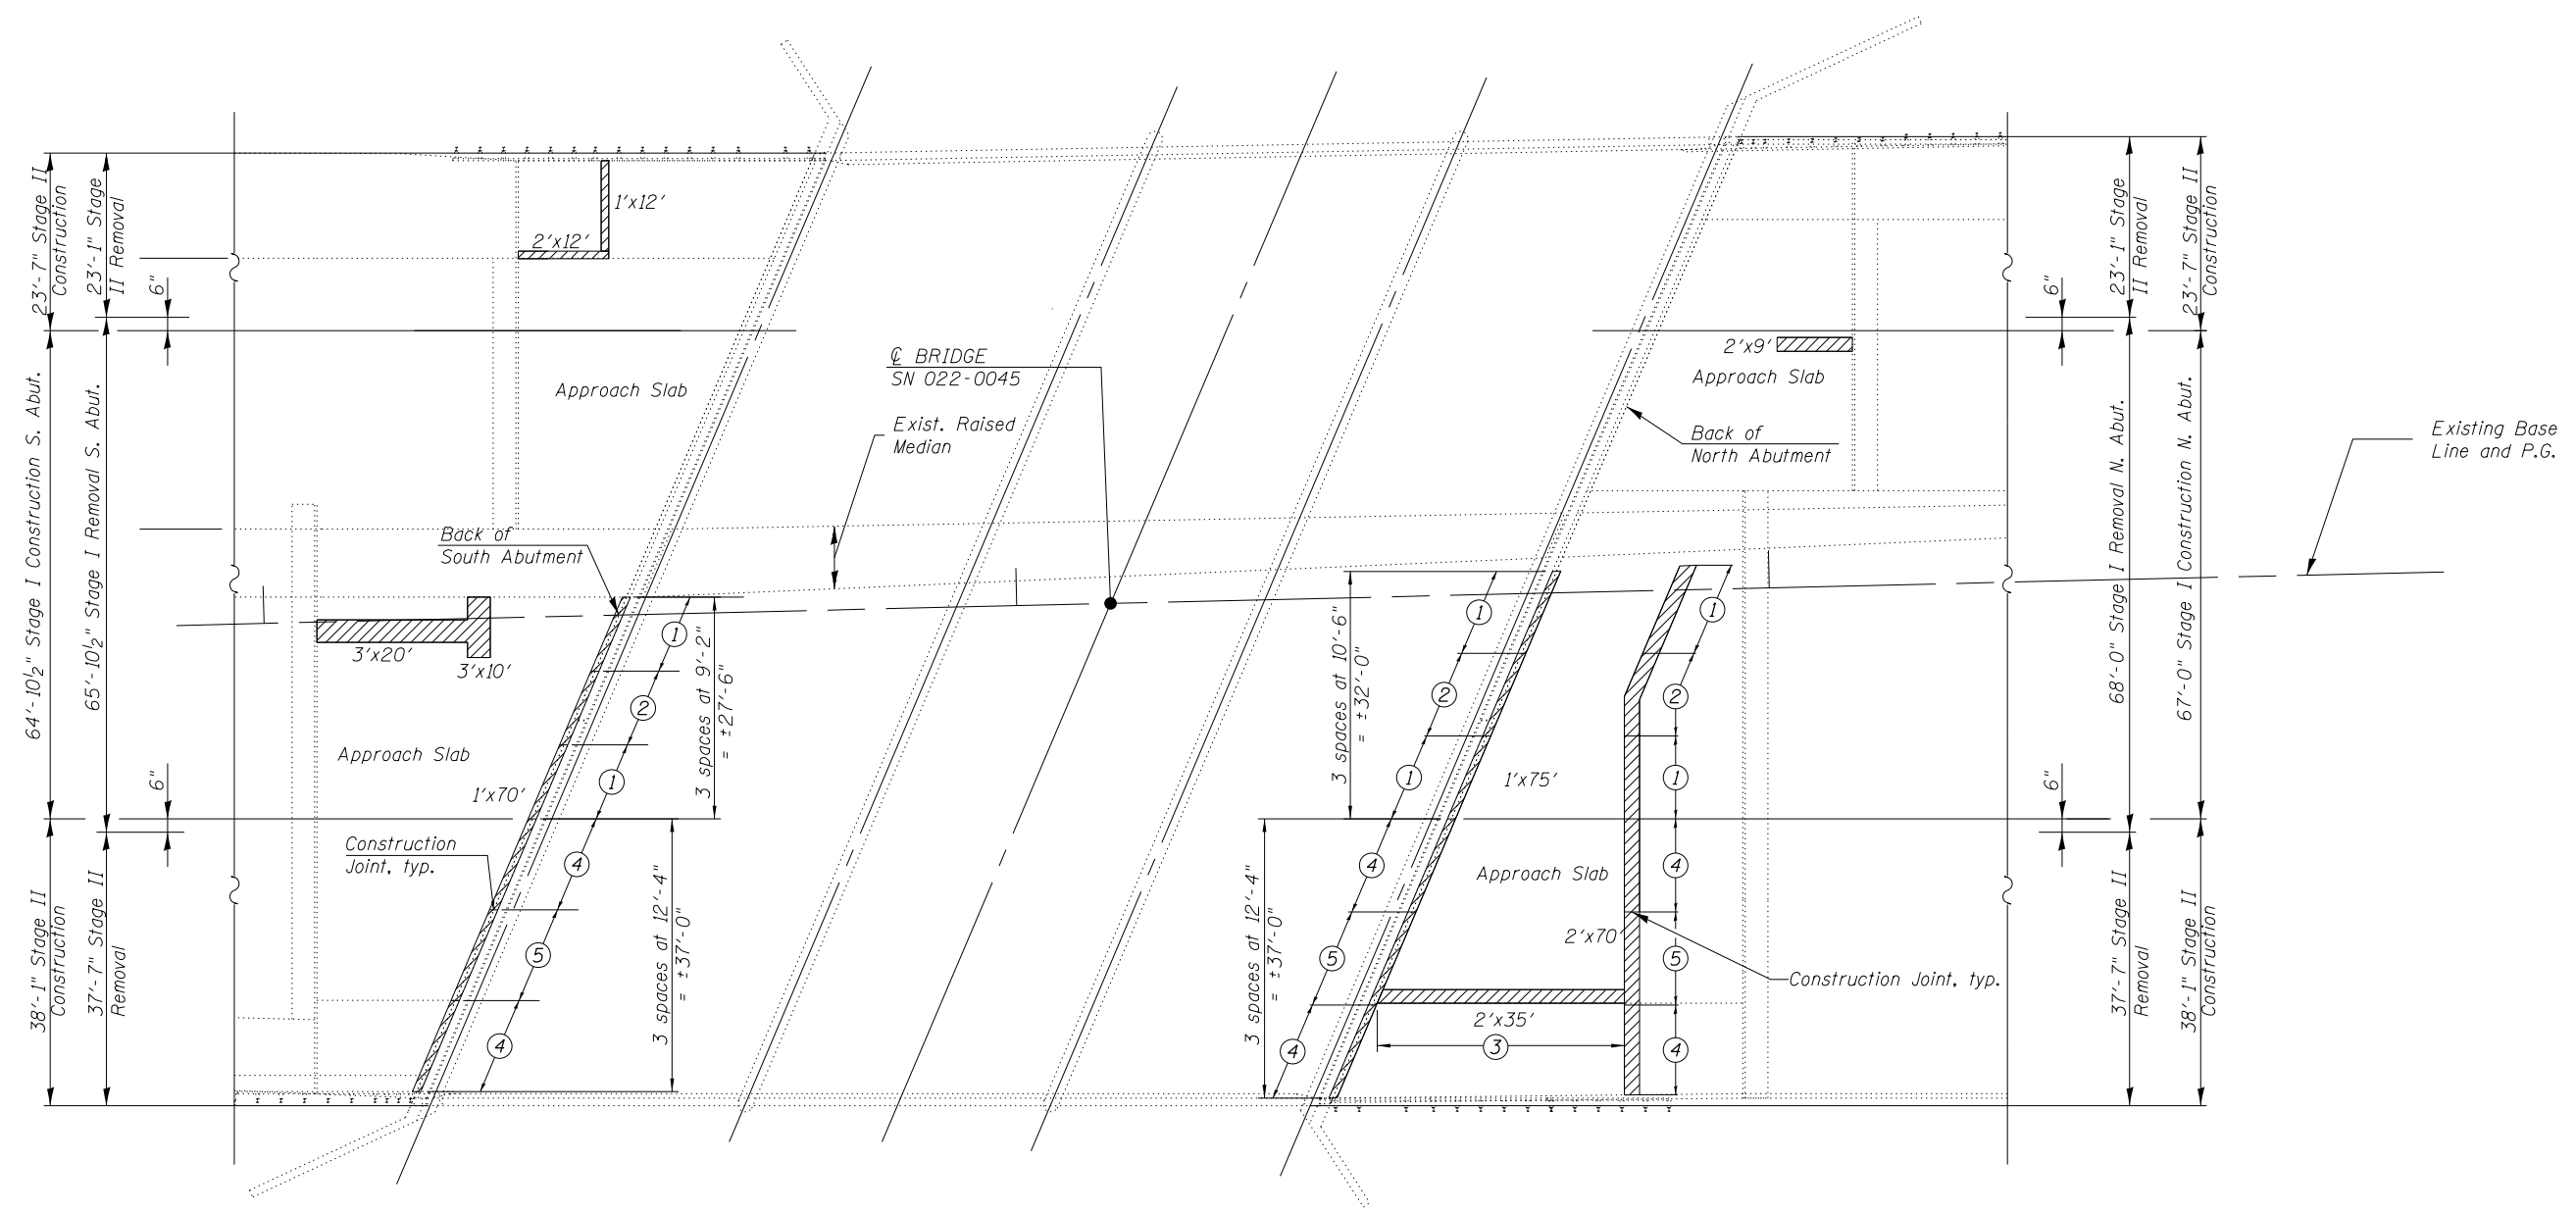 23'-7" Stage II
Construction
23'-1" Stage
II Removal
6"
64'-10½" Stage I Construction S. Abut.
65'-10½" Stage I Removal S. Abut.
6"
38'-1" Stage II
Construction
37'-7" Stage II
Removal
1'x12'
2'x12'
Approach Slab
℄ BRIDGE
SN 022-0045
Exist. Raised
Median
Back of
South Abutment
3'x20'
3'x10'
Approach Slab
1'x70'
Construction
Joint, typ.
1
2
1
4
5
4
3 spaces at 9'-2"
= ±27'-6"
3 spaces at 12'-4"
= ±37'-0"
3 spaces at 10'-6"
= ±32'-0"
3 spaces at 12'-4"
= ±37'-0"
1
2
1
4
5
4
1'x75'
Approach Slab
2'x70'
2'x35'
3
1
2
1
4
5
4
Construction Joint, typ.
2'x9'
Approach Slab
Back of
North Abutment
6"
23'-1" Stage
II Removal
23'-7" Stage II
Construction
68'-0" Stage I Removal N. Abut.
67'-0" Stage I Construction N. Abut.
6"
37'-7" Stage II
Removal
38'-1" Stage II
Construction
Existing Base
Line and P.G.